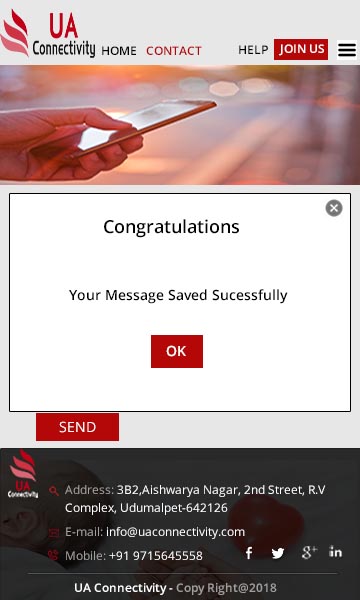 UA
Connectivity
HOME CONTACT HELP JOIN US
Congratulations
Your Message Saved Sucessfully
OK
SEND
UA
Connectivity
Address: 3B2,Aishwarya Nagar, 2nd Street, R.V
Complex, Udumalpet-642126
E-mail: info@uaconnectivity.com
Mobile: +91 9715645558
UA Connectivity - Copy Right@2018